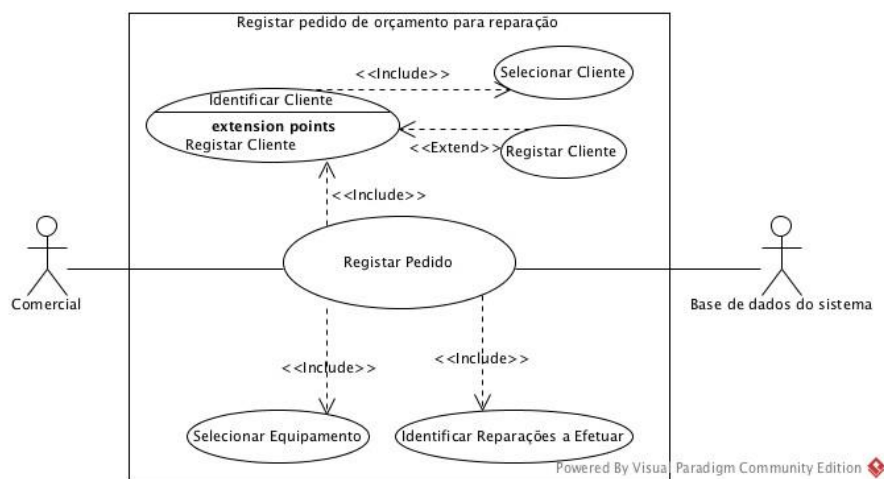 Registar pedido de orçamento para reparação
<<Include>>
Selecionar Cliente
Identificar Cliente
extension points
Registar Cliente
<<Extend>>
Registar Cliente
<<Include>>
Registar Pedido
Comercial
Base de dados do sistema
<<Include>>
<<Include>>
Selecionar Equipamento
Identificar Reparações a Efetuar
Powered By Visual Paradigm Community Edition